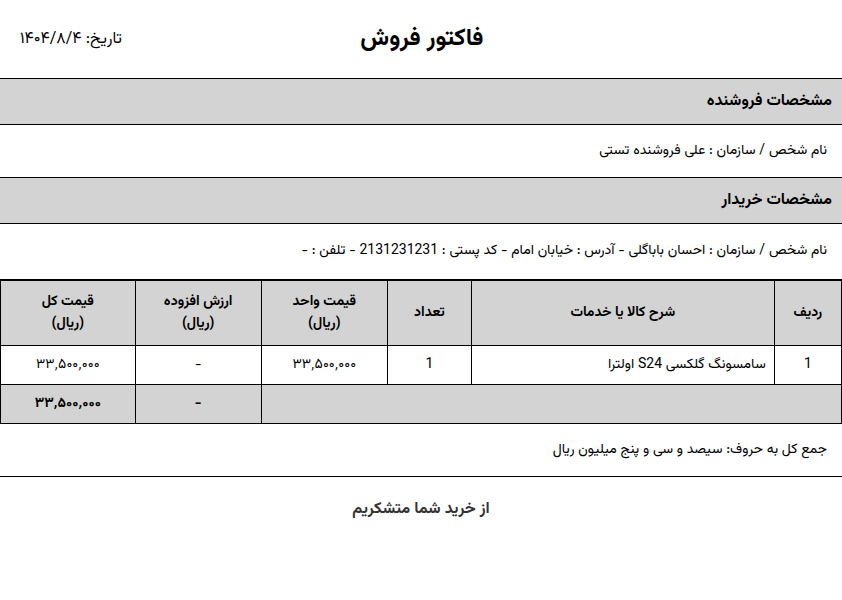 فاکتور فروش
تاریخ: ۱۴۰۴/۸/۴
مشخصات فروشنده
نام شخص / سازمان : علی فروشنده تستی
مشخصات خریدار
نام شخص / سازمان : احسان باباگلی - آدرس : خیابان امام - کد پستی : 2131231231 - تلفن : -
ردیف شرح کالا یا خدمات تعداد قیمت واحد (ریال) ارزش افزوده (ریال) قیمت کل (ریال)
1 سامسونگ گلکسی S24 اولترا 1 ۳۳,۵۰۰,۰۰۰ - ۳۳,۵۰۰,۰۰۰
- ۳۳,۵۰۰,۰۰۰
جمع کل به حروف: سیصد و سی و پنج میلیون ریال
از خرید شما متشکریم